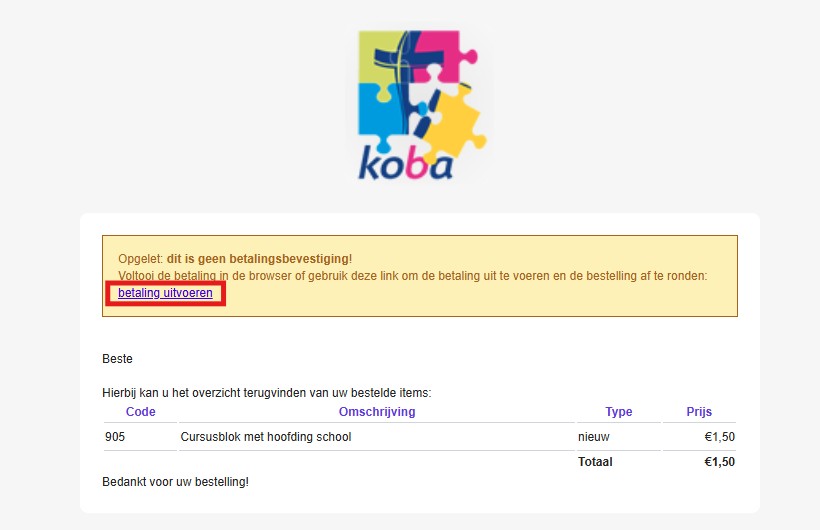 koba
Opgelet: dit is geen betalingsbevestiging!
Voltooi de betaling in de browser of gebruik deze link om de betaling uit te voeren en de bestelling af te ronden:
betaling uitvoeren
Beste
Hierbij kan u het overzicht terugvinden van uw bestelde items:
Code Omschrijving Type Prijs
905 Cursusblok met hoofding school nieuw €1,50
Totaal €1,50
Bedankt voor uw bestelling!